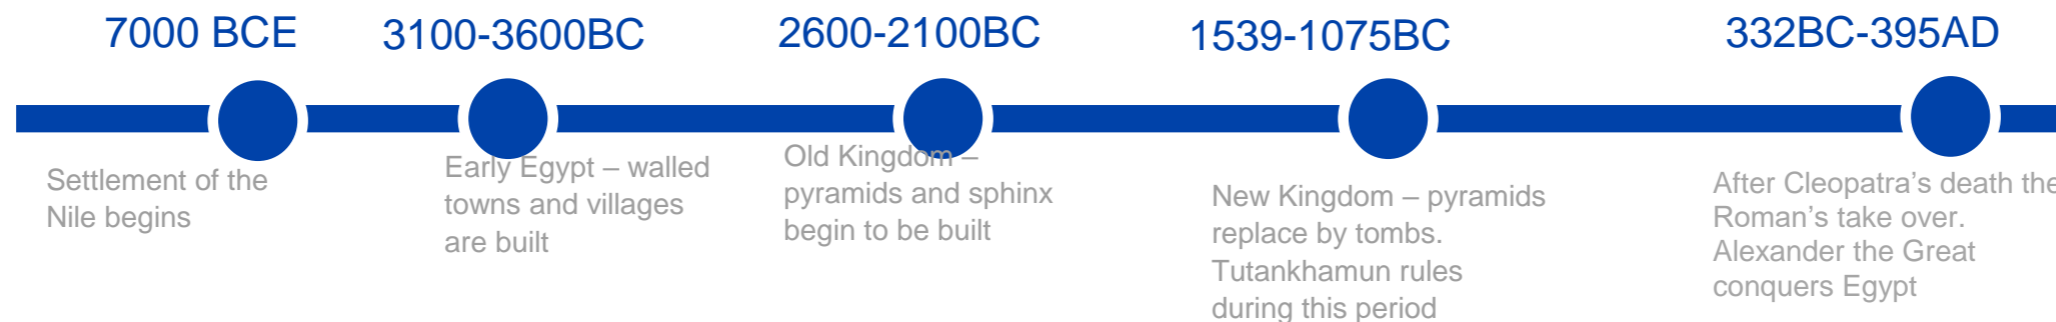 7000 BCE
Settlement of the
Nile begins
3100-3600BC
Early Egypt – walled
towns and villages
are built
2600-2100BC
Old Kingdom –
pyramids and sphinx
begin to be built
1539-1075BC
New Kingdom – pyramids
replace by tombs.
Tutankhamun rules
during this period
332BC-395AD
After Cleopatra’s death the
Roman’s take over.
Alexander the Great
conquers Egypt